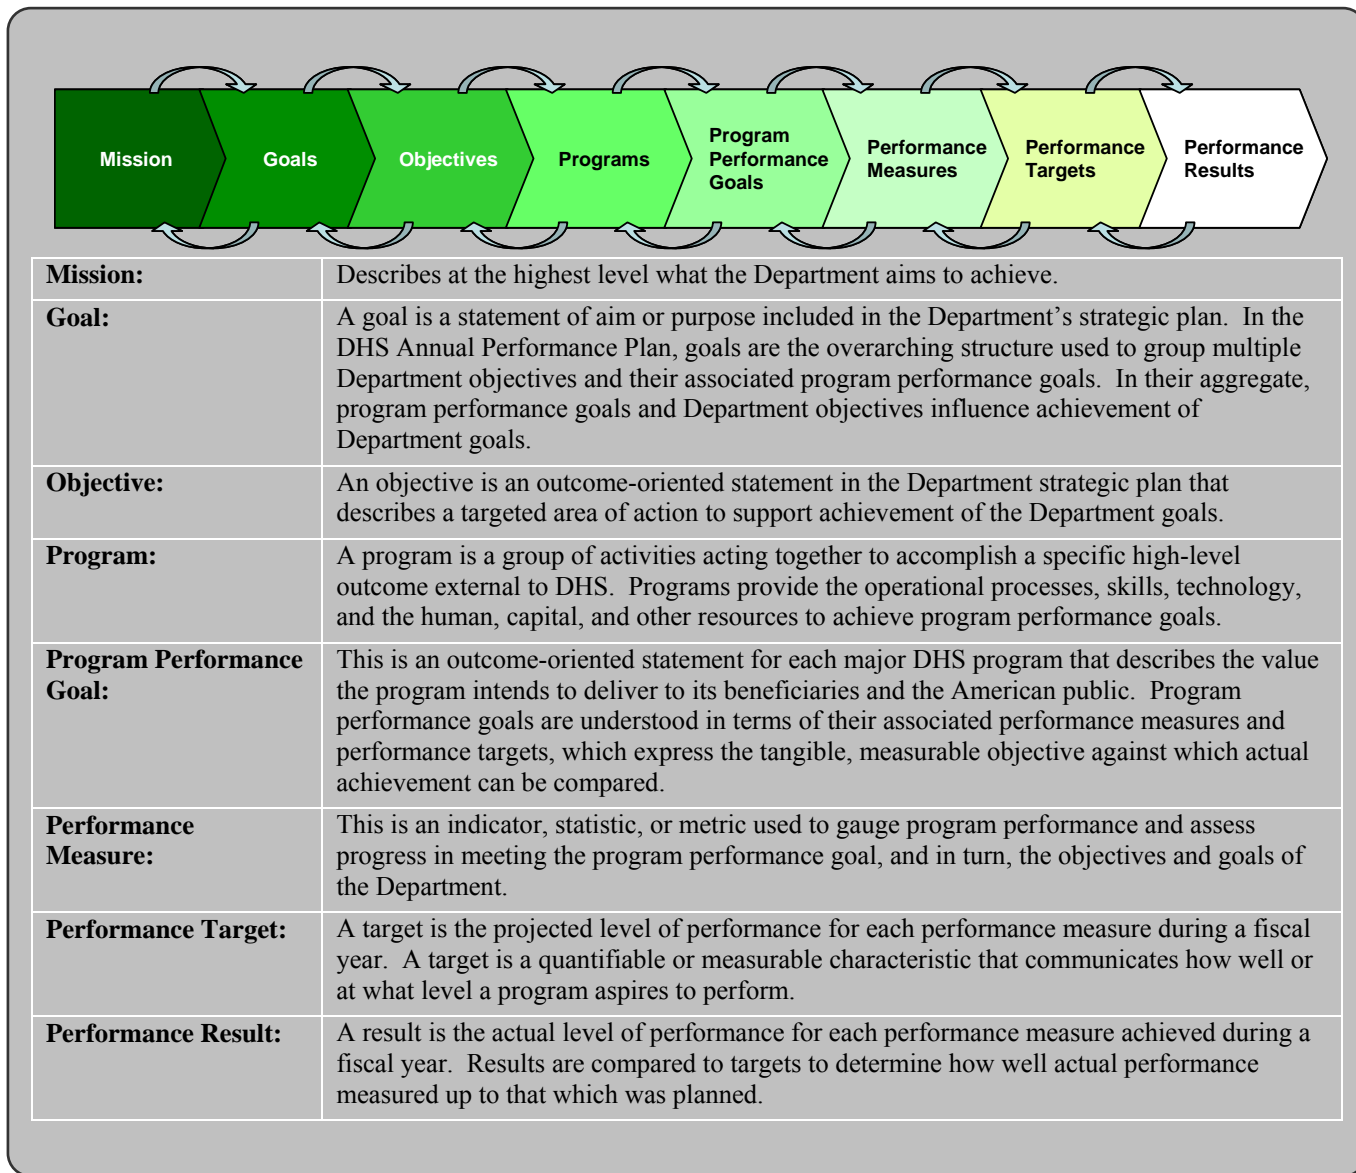 Mission
Goals
Objectives
Programs
Program
Performance
Goals
Performance
Measures
Performance
Targets
Performance
Results
Mission:
Describes at the highest level what the Department aims to achieve.
Goal:
A goal is a statement of aim or purpose included in the Department’s strategic plan.  In the
DHS Annual Performance Plan, goals are the overarching structure used to group multiple
Department objectives and their associated program performance goals.  In their aggregate,
program performance goals and Department objectives influence achievement of
Department goals.
Objective:
An objective is an outcome-oriented statement in the Department strategic plan that
describes a targeted area of action to support achievement of the Department goals.
Program:
A program is a group of activities acting together to accomplish a specific high-level
outcome external to DHS.  Programs provide the operational processes, skills, technology,
and the human, capital, and other resources to achieve program performance goals.
Program Performance
Goal:
This is an outcome-oriented statement for each major DHS program that describes the value
the program intends to deliver to its beneficiaries and the American public.  Program
performance goals are understood in terms of their associated performance measures and
performance targets, which express the tangible, measurable objective against which actual
achievement can be compared.
Performance
Measure:
This is an indicator, statistic, or metric used to gauge program performance and assess
progress in meeting the program performance goal, and in turn, the objectives and goals of
the Department.
Performance Target:
A target is the projected level of performance for each performance measure during a fiscal
year.  A target is a quantifiable or measurable characteristic that communicates how well or
at what level a program aspires to perform.
Performance Result:
A result is the actual level of performance for each performance measure achieved during a
fiscal year.  Results are compared to targets to determine how well actual performance
measured up to that which was planned.